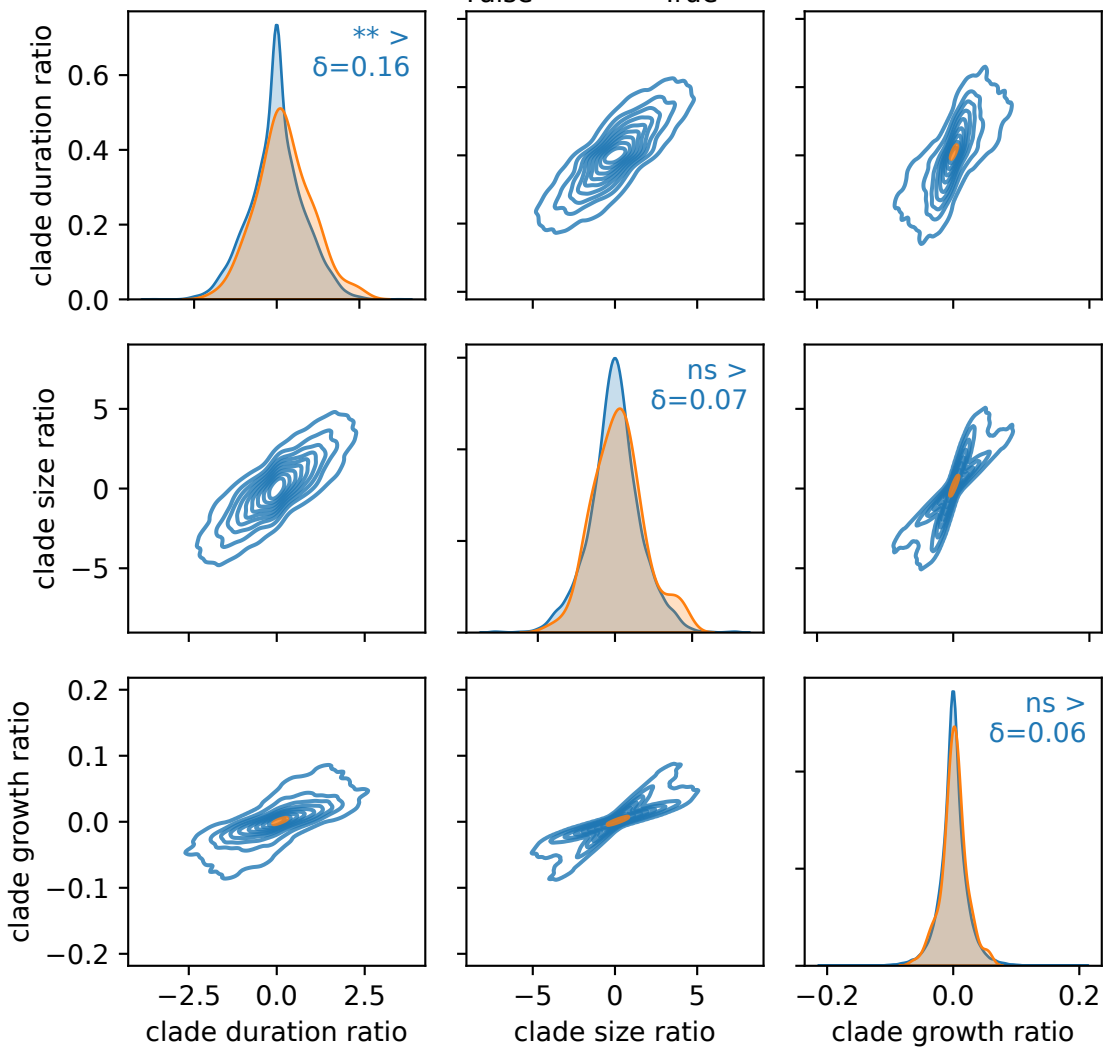 False True
clade duration ratio
0.6
0.4
0.2
0.0
** >
δ=0.16
clade size ratio
5
0
−5
ns >
δ=0.07
clade growth ratio
0.2
0.1
0.0
−0.1
−0.2
ns >
δ=0.06
−2.5 0.0 2.5
−5 0 5
−0.2 0.0 0.2
clade duration ratio
clade size ratio
clade growth ratio